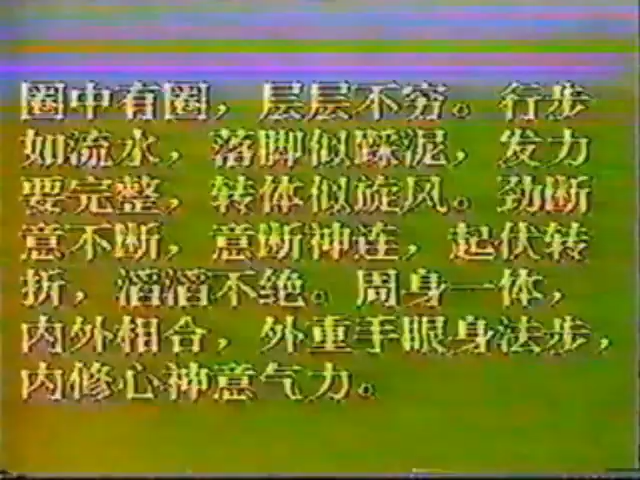 圈中有圈，层层不穷。行步
如流水，落脚似踩泥，发力
要完整，转体似旋风。劲断
意不断，意断神连，起伏转
折，滔滔不绝。周身一体，
内外相合，外重手眼身法步，
内修心神意气力。